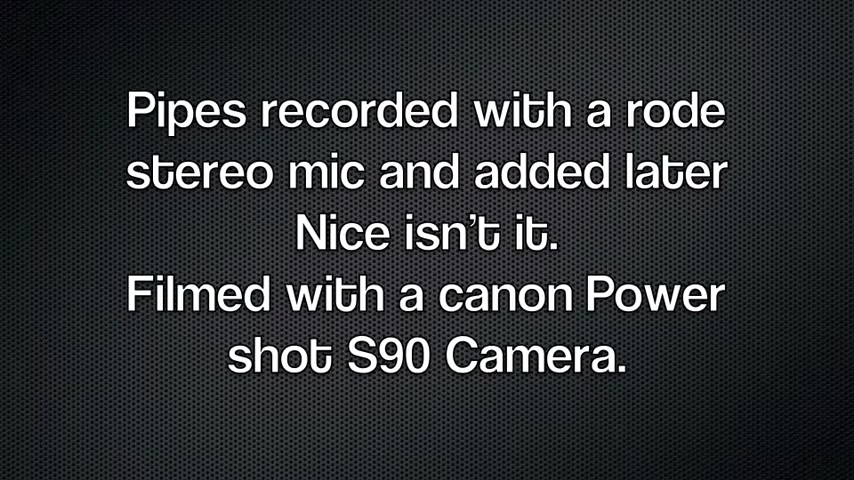 Pipes recorded with a rode
stereo mic and added later
Nice isn't it.
Filmed with a canon Power
shot S90 Camera.